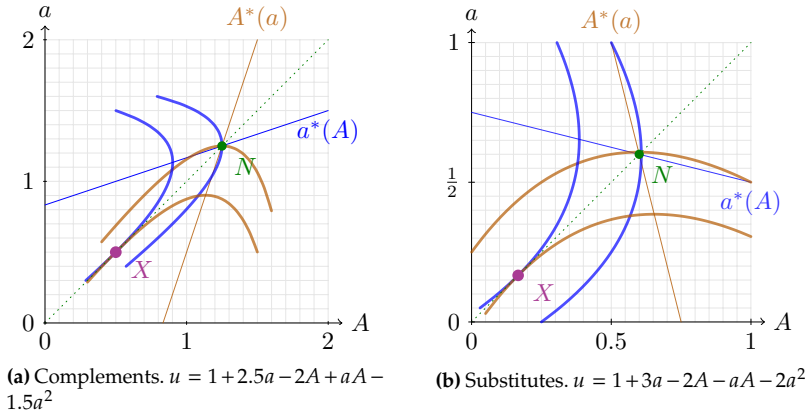 a
A*(a)
2
a*(A)
N
1
X
0
0
1
2
A
(a) Complements. u = 1+2.5a−2A+aA−
1.5a²
a
1
N
1/2
a*(A)
A*(a)
X
0
0
0.5
1
A
(b) Substitutes. u = 1+3a−2A−aA−2a²